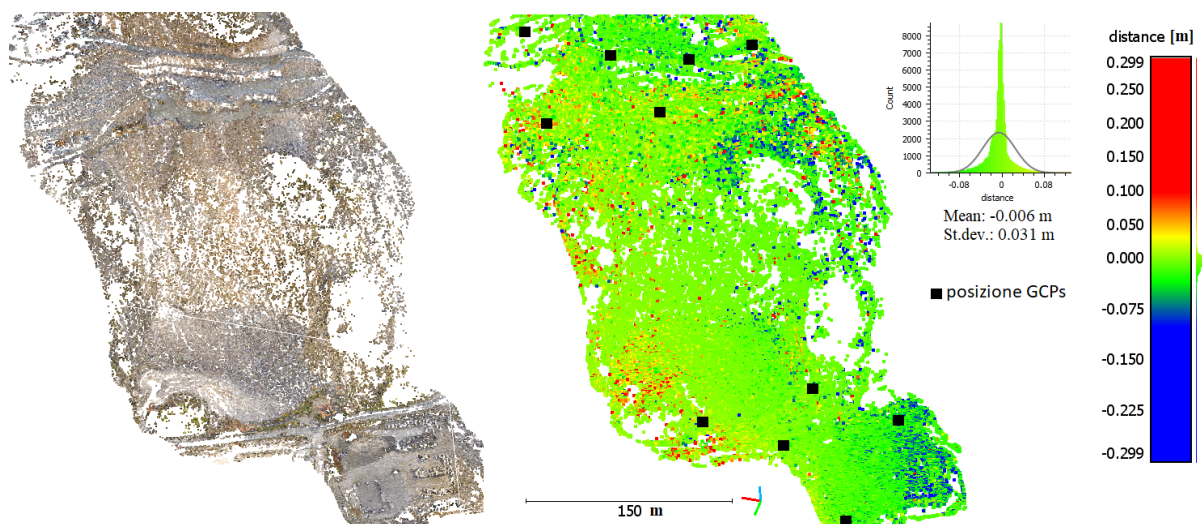 8000
7000
6000
5000
4000
3000
2000
1000
0
Count
-0.08 0 0.08
distance
Mean: -0.006 m
St.dev.: 0.031 m
posizione GCPs
distance [m]
0.299
0.250
0.200
0.150
0.100
0.050
0.000
-0.075
-0.150
-0.225
-0.299
150 m